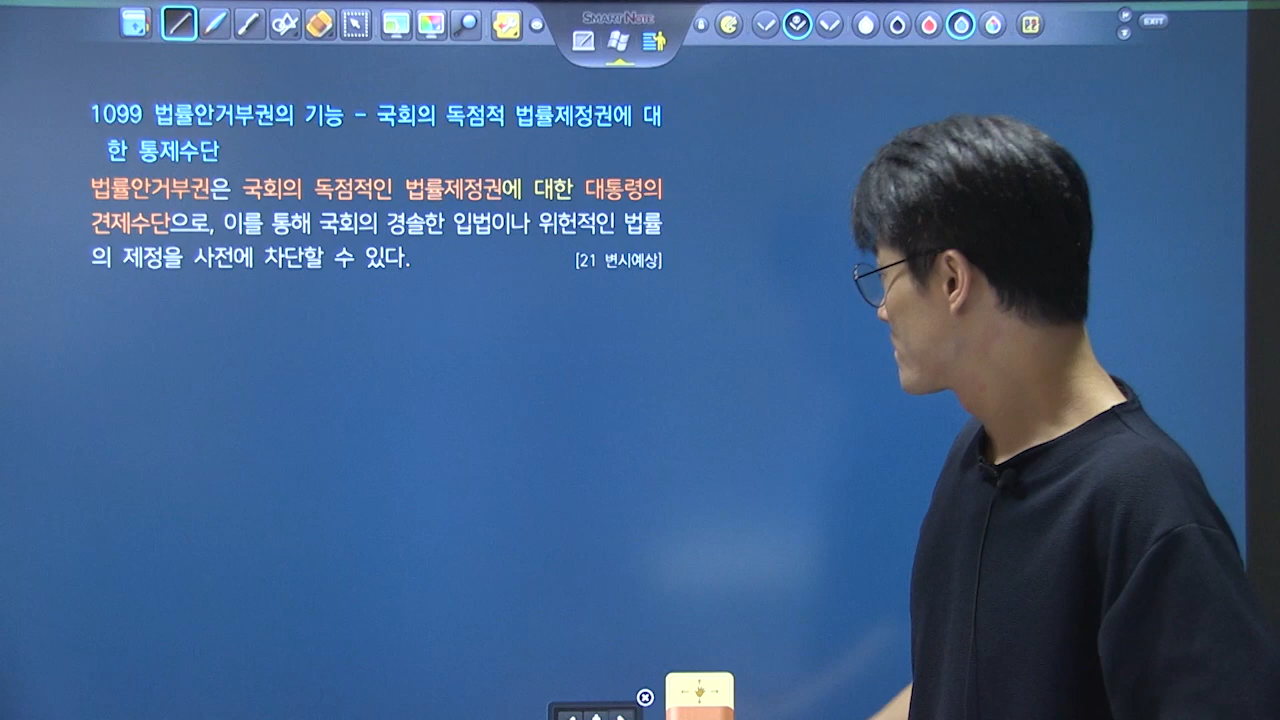 SMART NOTE
EXIT
1099 법률안거부권의 기능 - 국회의 독점적 법률제정권에 대
한 통제수단
법률안거부권은 국회의 독점적인 법률제정권에 대한 대통령의
견제수단으로, 이를 통해 국회의 경솔한 입법이나 위헌적인 법률
의 제정을 사전에 차단할 수 있다. [21 변시예상]